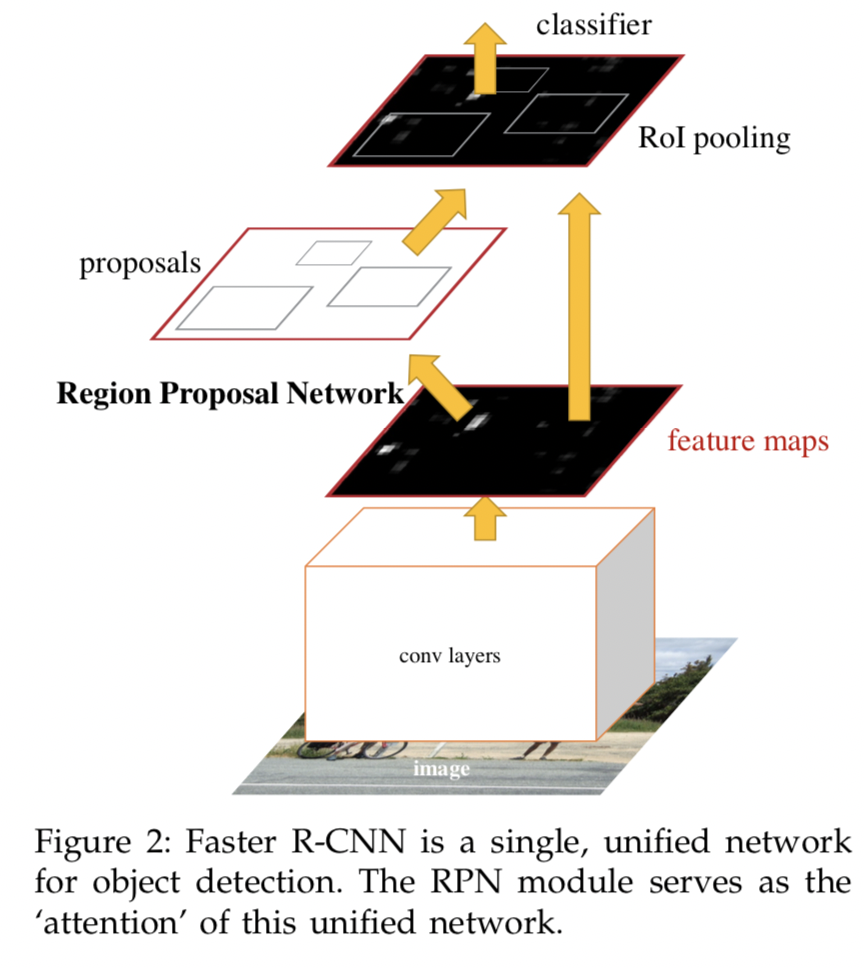 classifier
RoI pooling
proposals
Region Proposal Network
feature maps
conv layers
image
Figure 2: Faster R-CNN is a single, unified network
for object detection. The RPN module serves as the
‘attention’ of this unified network.